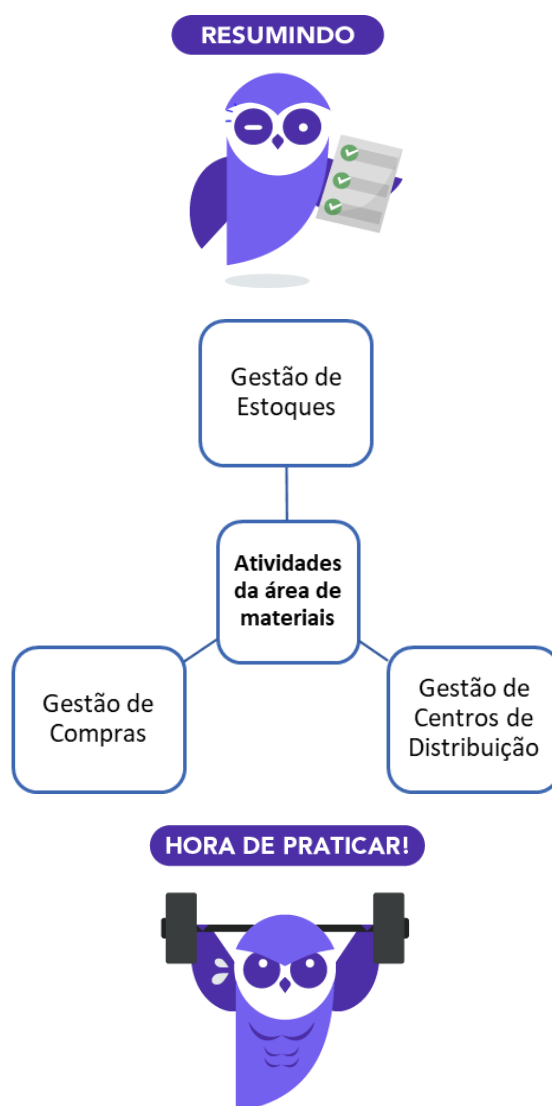 RESUMINDO
Gestão de
Estoques
Atividades
da área de
materiais
Gestão de
Compras
Gestão de
Centros de
Distribuição
HORA DE PRATICAR!